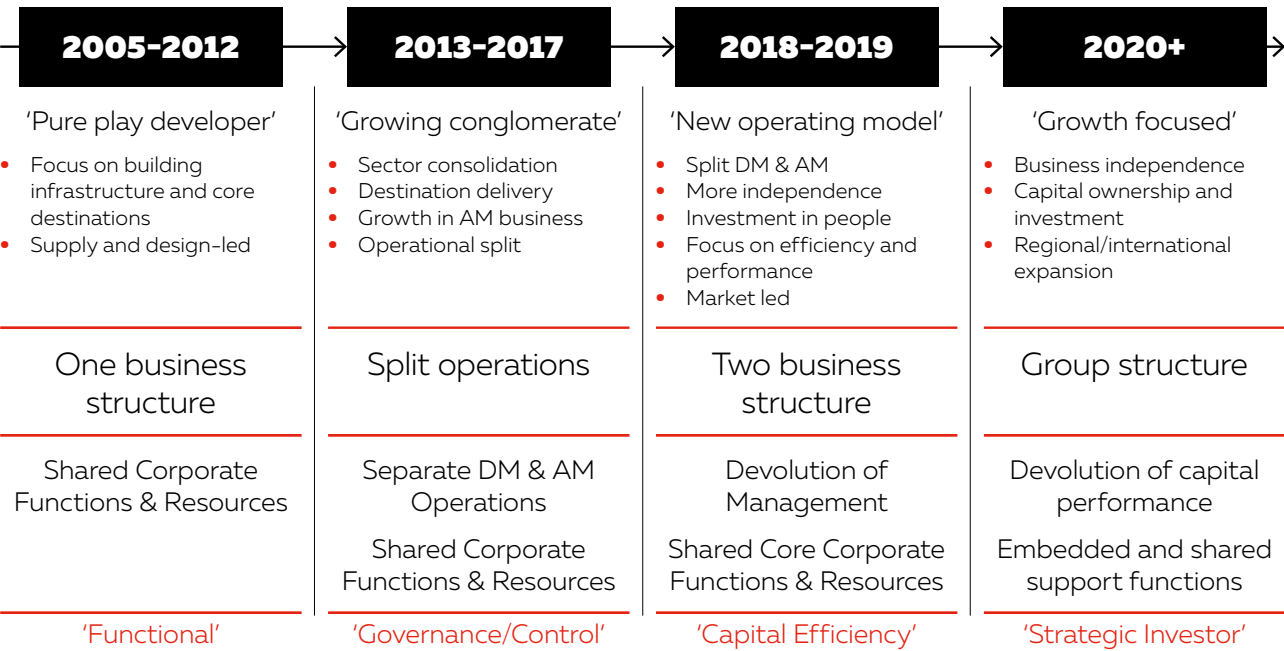 2005-2012
'Pure play developer'
• Focus on building
infrastructure and core
destinations
• Supply and design-led
One business
structure
Shared Corporate
Functions & Resources
'Functional'
2013-2017
'Growing conglomerate'
• Sector consolidation
• Destination delivery
• Growth in AM business
• Operational split
Split operations
Separate DM & AM
Operations
Shared Corporate
Functions & Resources
'Governance/Control'
2018-2019
'New operating model'
• Split DM & AM
• More independence
• Investment in people
• Focus on efficiency and
performance
• Market led
Two business
structure
Devolution of
Management
Shared Core Corporate
Functions & Resources
'Capital Efficiency'
2020+
'Growth focused'
• Business independence
• Capital ownership and
investment
• Regional/international
expansion
Group structure
Devolution of capital
performance
Embedded and shared
support functions
'Strategic Investor'